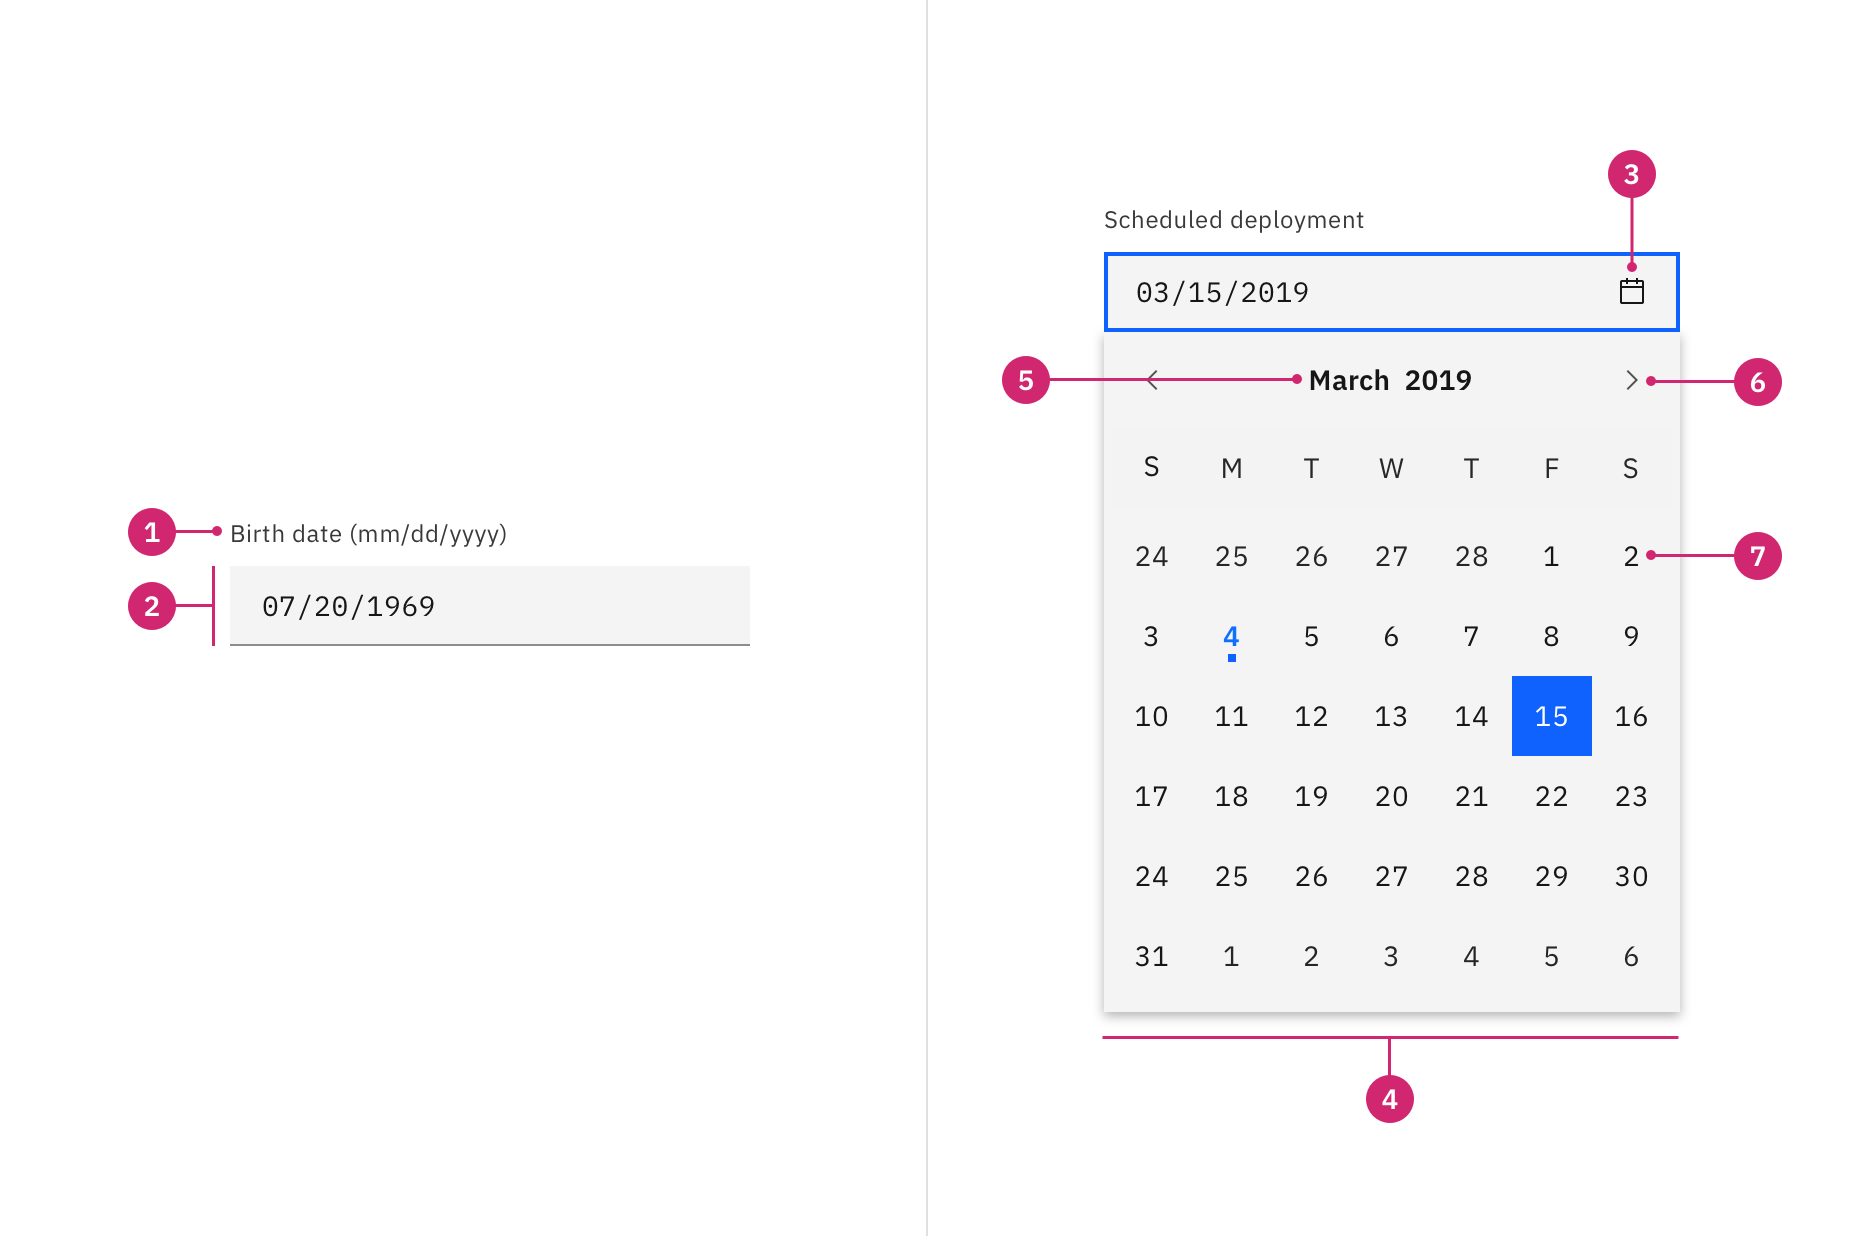 1 Birth date (mm/dd/yyyy)
2 07/20/1969
3
Scheduled deployment
03/15/2019
5 March 2019 6
S M T W T F S
24 25 26 27 28 1 2 7
3 4 5 6 7 8 9
10 11 12 13 14 15 16
17 18 19 20 21 22 23
24 25 26 27 28 29 30
31 1 2 3 4 5 6
4